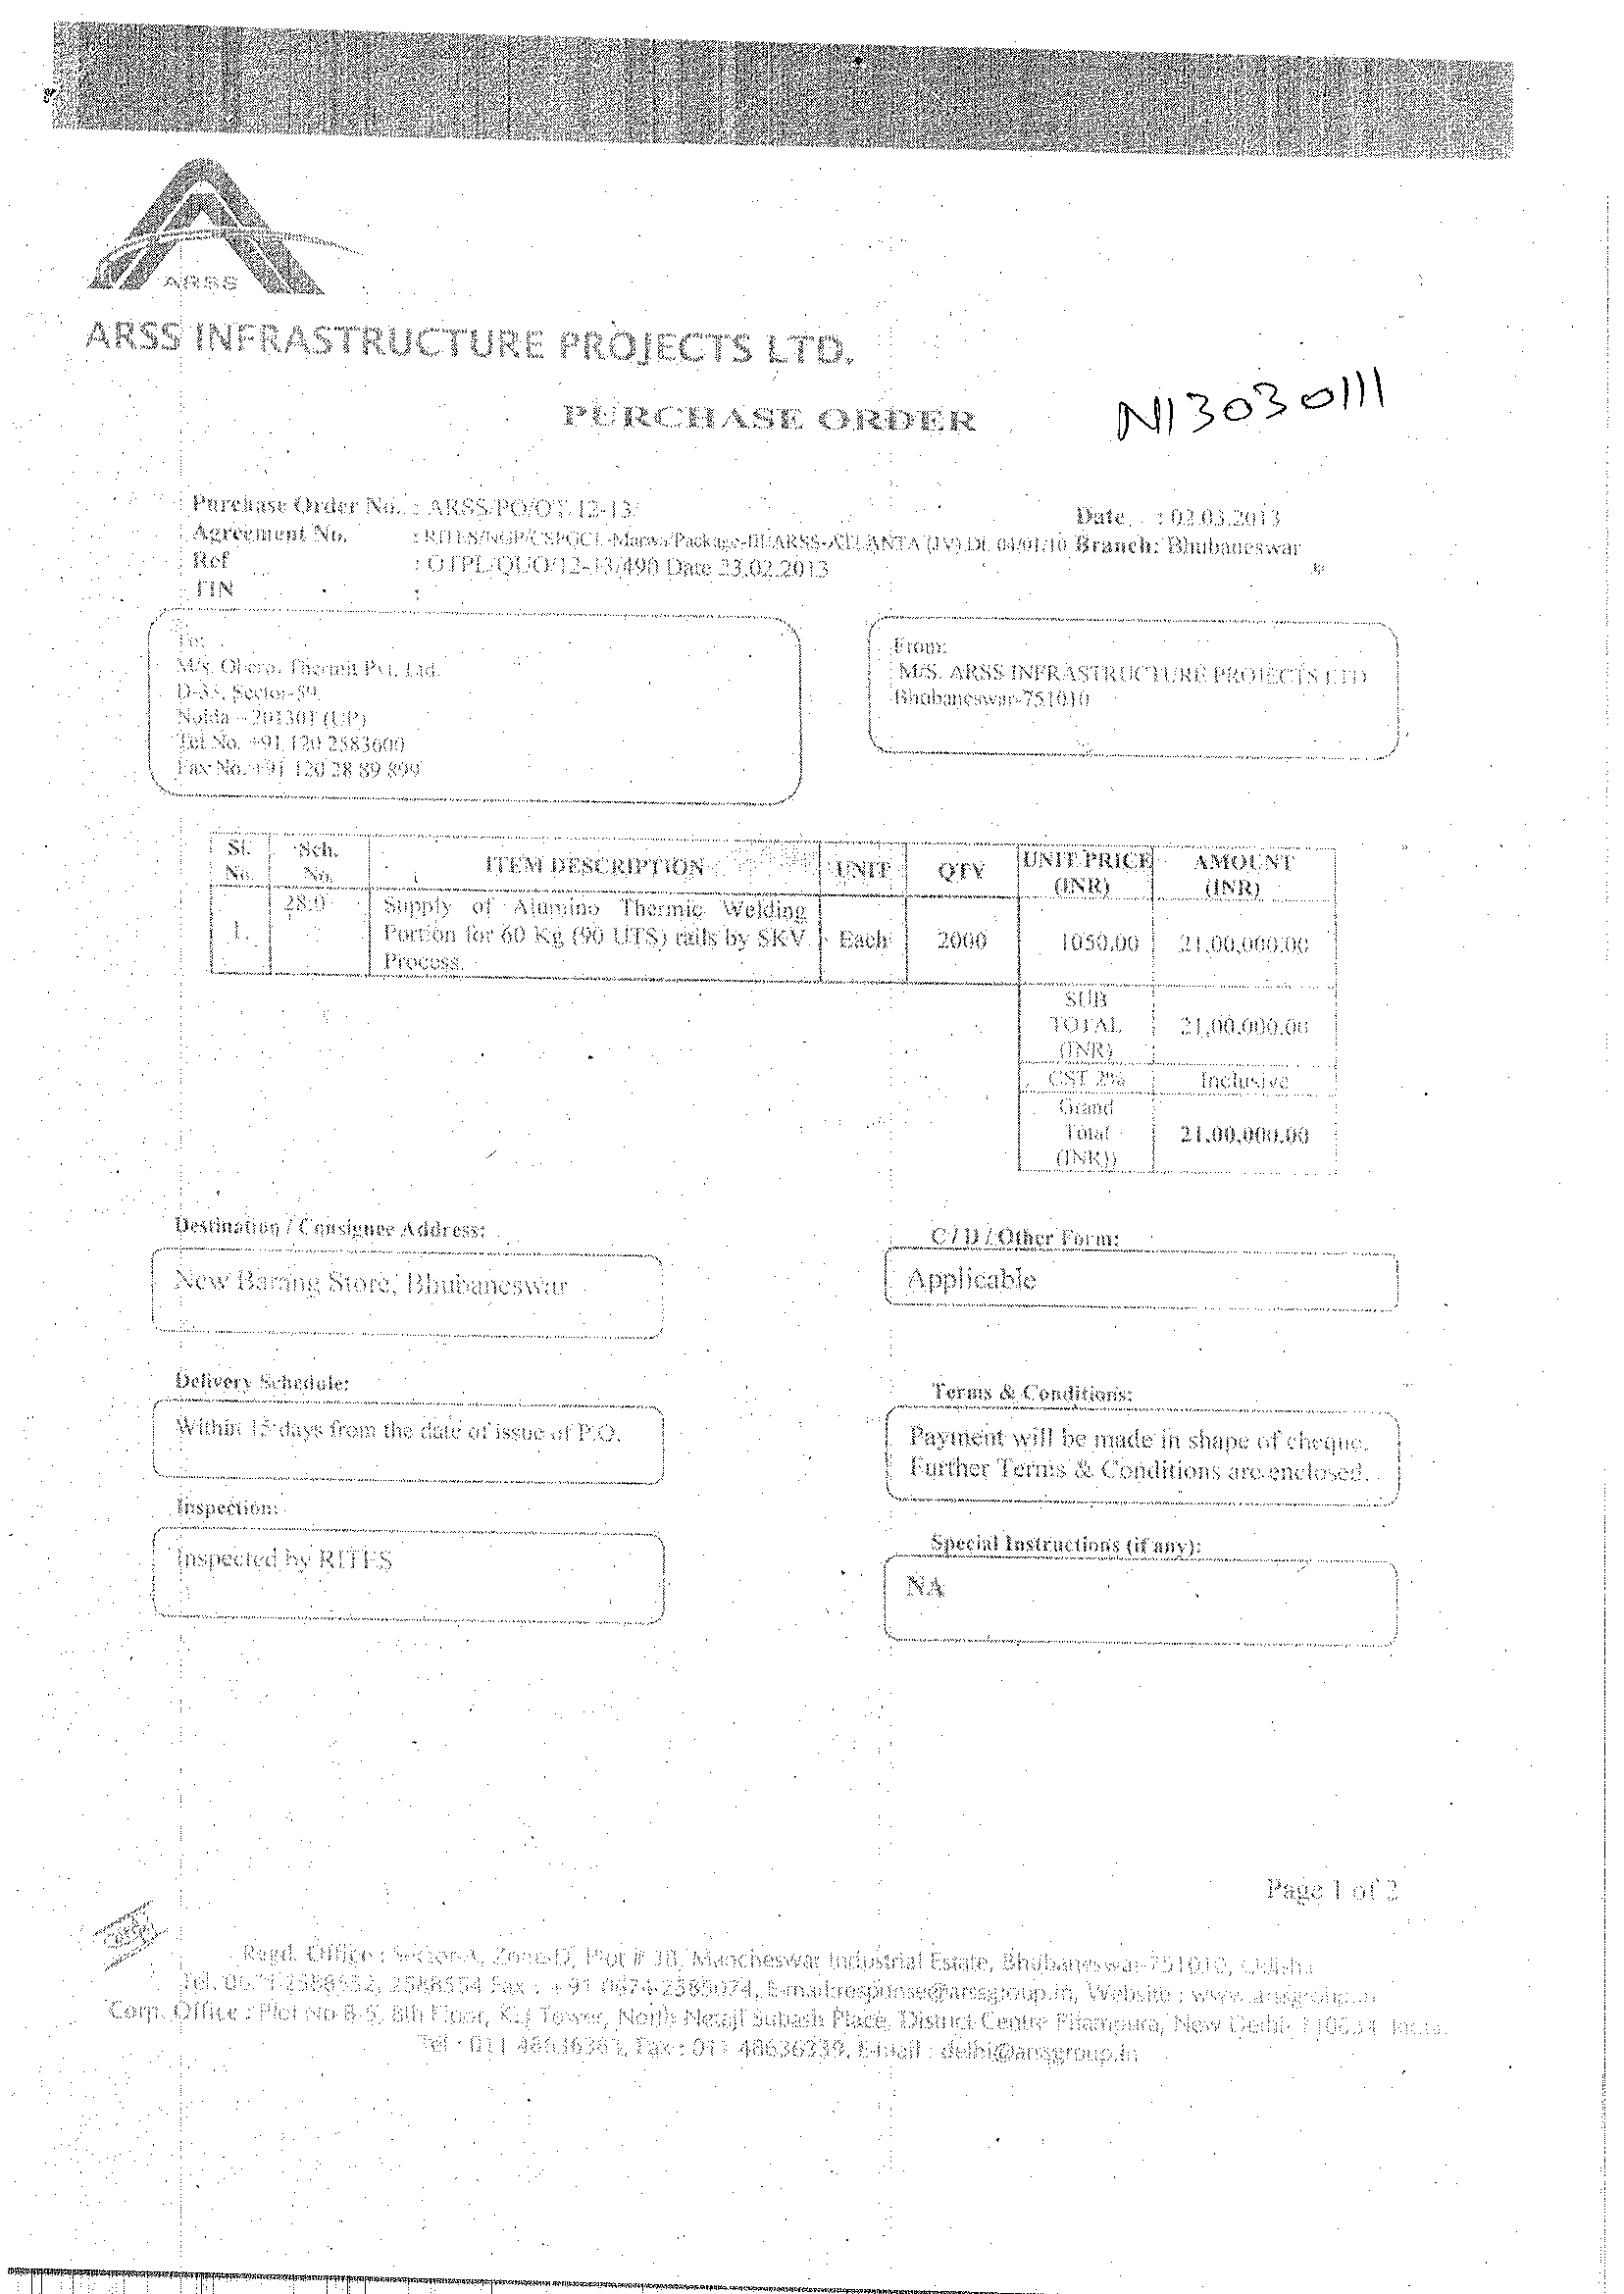 ARSS
ARSS INFRASTRUCTURE PROJECTS LTD.
PURCHASE ORDER
N13030111
Purchase Order No. : ARSS/PO/OT/12-13/
Date : 02.03.2013
Agreement No. : RITES/NGP/CSPGCL-Marwa/Package-III/ARSS-ATLANTA (JV) Dt. 04/01/10 Branch: Bhubaneswar
Ref : OTPL/QUO/12-13/490 Date 23.02.2013
TIN :
To:
M/s. Oberoi Thermit Pvt. Ltd.
D-33, Sector-59,
Noida - 201301 (UP)
Tel No. +91 120 2583600
Fax No. +91 120 28 89 899
From:
M/S. ARSS INFRASTRUCTURE PROJECTS LTD
Bhubaneswar-751010
Sl. No. Sch. No. ITEM DESCRIPTION UNIT QTY UNIT PRICE (INR) AMOUNT (INR)
1. 28.0 Supply of Alumino Thermic Welding
Portion for 60 Kg (90 UTS) rails by SKV Each 2000 1050.00 21,00,000.00
Process.
SUB
TOTAL 21,00,000.00
(INR)
CST 2% Inclusive
Grand
Total 21,00,000.00
(INR))
Destination / Consignee Address:
New Barang Store, Bhubaneswar
C / D / Other Form:
Applicable
Delivery Schedule:
Within 15 days from the date of issue of P.O.
Terms & Conditions:
Payment will be made in shape of cheque.
Further Terms & Conditions are enclosed.
Inspection:
Inspected by RITES
Special Instructions (if any):
NA
Page 1 of 2
Regd. Office : Sector-A, Zone-D, Plot # 38, Mancheswar Industrial Estate, Bhubaneswar-751010, Odisha
Tel. 0674-2588552, 2588554 Fax : +91 0674-2585074, E-mail:response@arssgroup.in, Website : www.arssgroup.in
Corp. Office : Plot No B-5, 8th Floor, Tower, North Netaji Subash Place, District Centre Pitampura, New Delhi- 110034 India.
Tel : 011 Fax : 011 48636339, E-mail : delhi@arssgroup.in